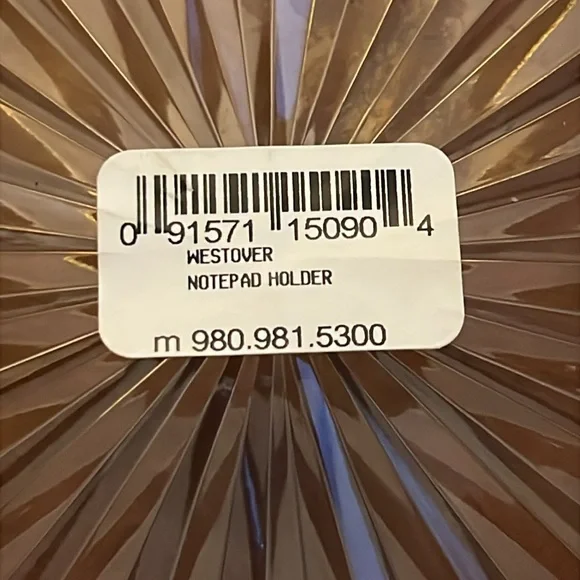 0 91571 15090 4
WESTOVER
NOTEPAD HOLDER
m 980.981.5300